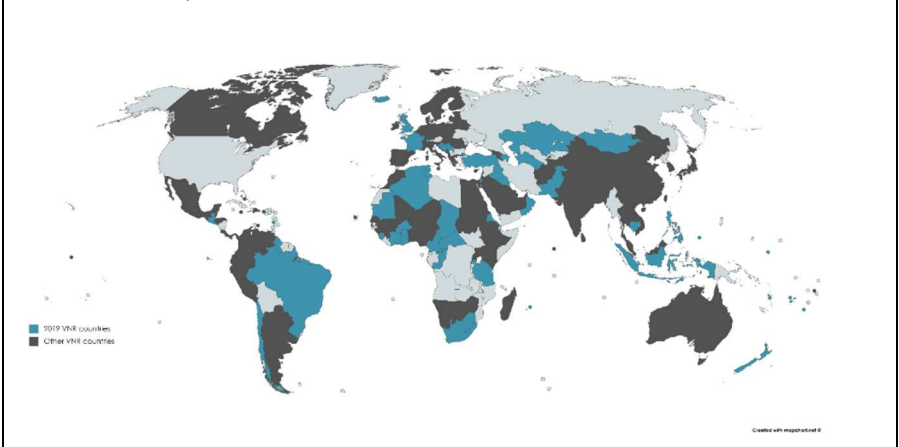 2019 VNR countries
Other VNR countries
Created with mapchart.net ©